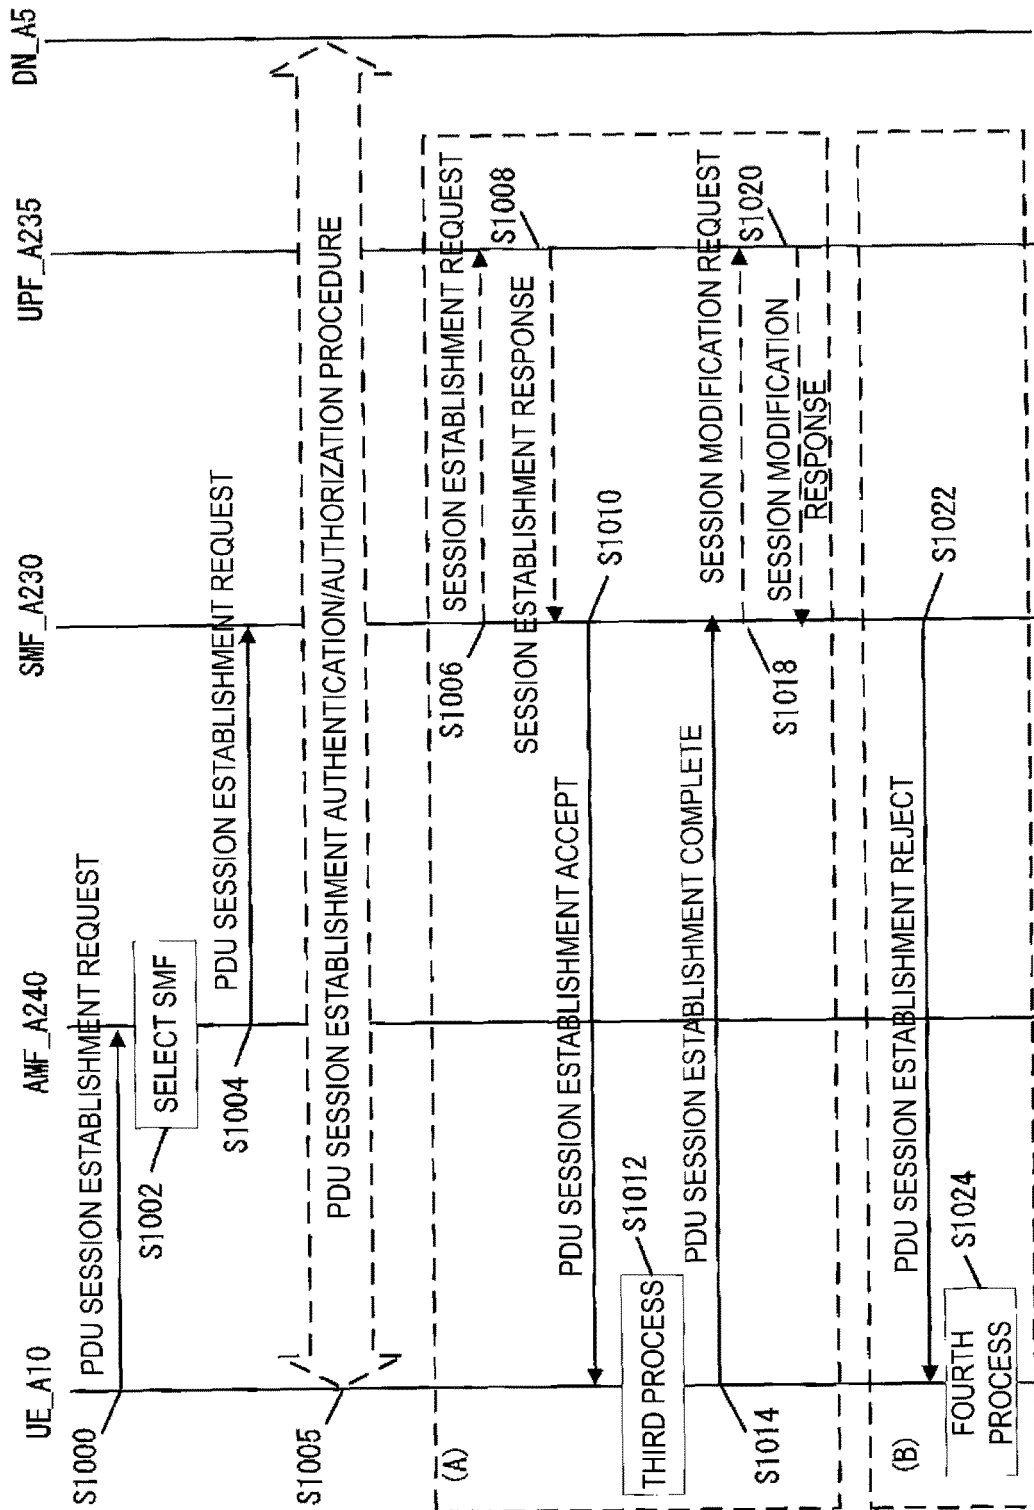 UE_A10
AMF_A240
SMF_A230
UPF_A235
DN_A5
S1000
PDU SESSION ESTABLISHMENT REQUEST
S1002
SELECT SMF
PDU SESSION ESTABLISHMENT REQUEST
S1004
S1005
PDU SESSION ESTABLISHMENT AUTHENTICATION/AUTHORIZATION PROCEDURE
(A)
SESSION ESTABLISHMENT REQUEST
S1006
S1008
SESSION ESTABLISHMENT RESPONSE
PDU SESSION ESTABLISHMENT ACCEPT
S1010
THIRD PROCESS
S1012
PDU SESSION ESTABLISHMENT COMPLETE
S1014
SESSION MODIFICATION REQUEST
S1018
S1020
SESSION MODIFICATION
RESPONSE
(B)
PDU SESSION ESTABLISHMENT REJECT
S1022
FOURTH
PROCESS
S1024